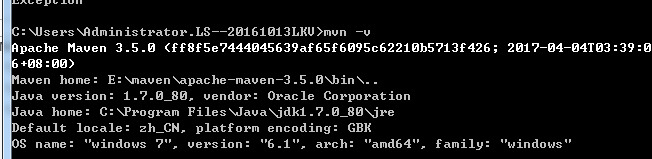 Exception
C:\Users\Administrator.LS--20161013LKV>mvn -v
Apache Maven 3.5.0 (ff8f5e7444045639af65f6095c62210b5713f426; 2017-04-04T03:39:0
6+08:00)
Maven home: E:\maven\apache-maven-3.5.0\bin\..
Java version: 1.7.0_80, vendor: Oracle Corporation
Java home: C:\Program Files\Java\jdk1.7.0_80\jre
Default locale: zh_CN, platform encoding: GBK
OS name: "windows 7", version: "6.1", arch: "amd64", family: "windows"